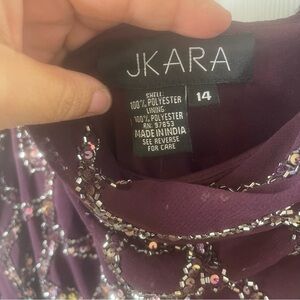 JKARA
SHELL
100% POLYESTER
LINING
100% POLYESTER
RN: 97853
MADE IN INDIA
SEE REVERSE
FOR CARE
14